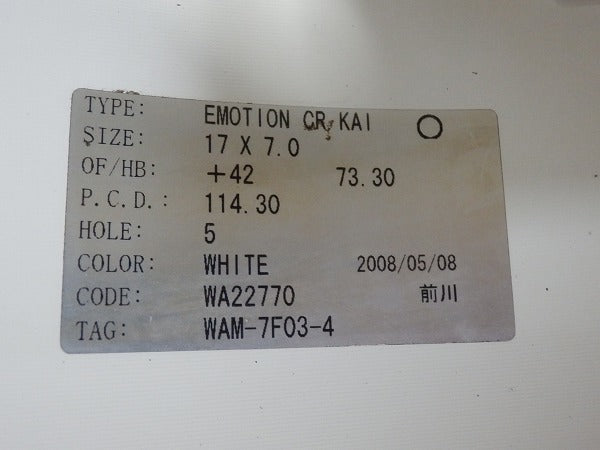 TYPE: EMOTION CR KAI ○
SIZE: 17 X 7.0
OF/HB: +42 73.30
P.C.D.: 114.30
HOLE: 5
COLOR: WHITE 2008/05/08
CODE: WA22770 前川
TAG: WAM-7F03-4